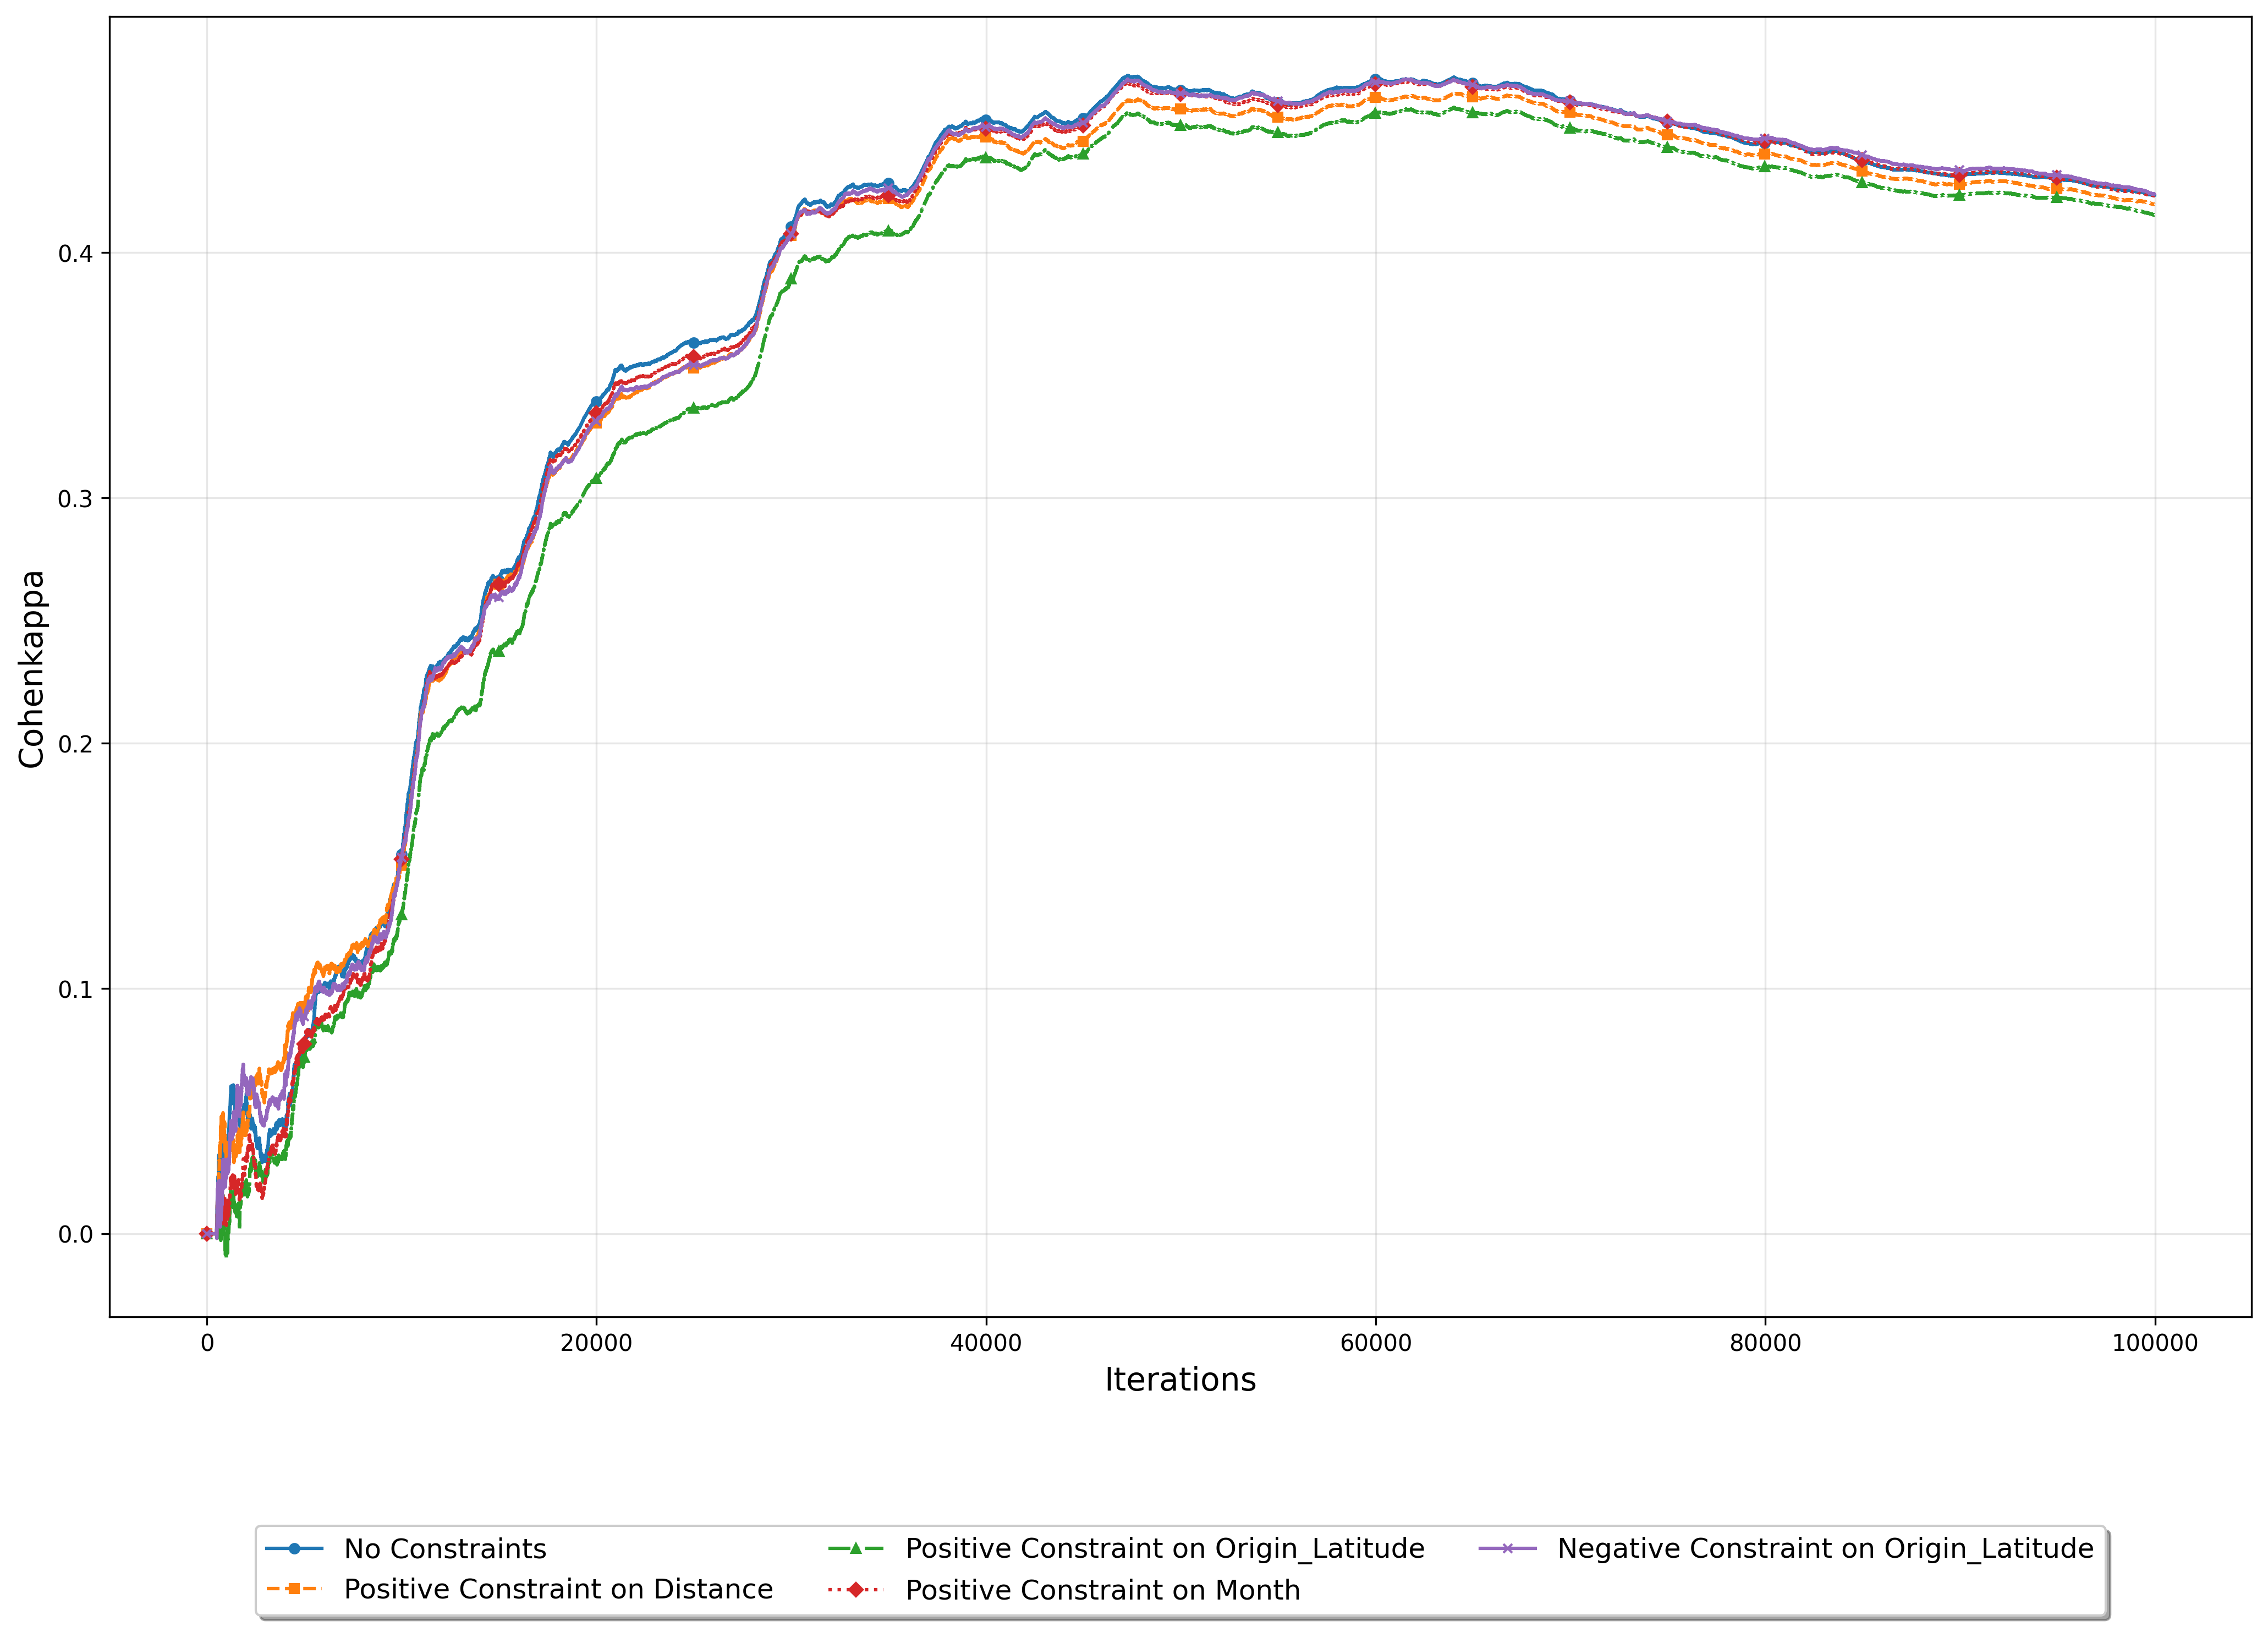 Cohenkappa
0.4
0.3
0.2
0.1
0.0
0 20000 40000 60000 80000 100000
Iterations
No Constraints
Positive Constraint on Distance
Positive Constraint on Origin_Latitude
Positive Constraint on Month
Negative Constraint on Origin_Latitude